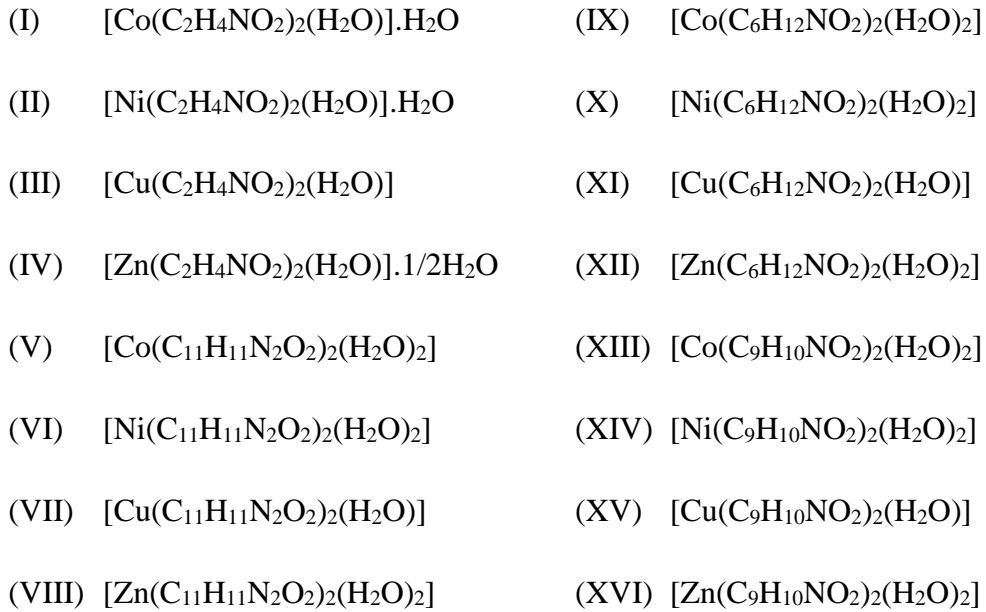 (I) [Co(C₂H₄NO₂)₂(H₂O)].H₂O (IX) [Co(C₆H₁₂NO₂)₂(H₂O)₂]
(II) [Ni(C₂H₄NO₂)₂(H₂O)].H₂O (X) [Ni(C₆H₁₂NO₂)₂(H₂O)₂]
(III) [Cu(C₂H₄NO₂)₂(H₂O)] (XI) [Cu(C₆H₁₂NO₂)₂(H₂O)]
(IV) [Zn(C₂H₄NO₂)₂(H₂O)].1/2H₂O (XII) [Zn(C₆H₁₂NO₂)₂(H₂O)₂]
(V) [Co(C₁₁H₁₁N₂O₂)₂(H₂O)₂] (XIII) [Co(C₉H₁₀NO₂)₂(H₂O)₂]
(VI) [Ni(C₁₁H₁₁N₂O₂)₂(H₂O)₂] (XIV) [Ni(C₉H₁₀NO₂)₂(H₂O)₂]
(VII) [Cu(C₁₁H₁₁N₂O₂)₂(H₂O)] (XV) [Cu(C₉H₁₀NO₂)₂(H₂O)]
(VIII) [Zn(C₁₁H₁₁N₂O₂)₂(H₂O)₂] (XVI) [Zn(C₉H₁₀NO₂)₂(H₂O)₂]